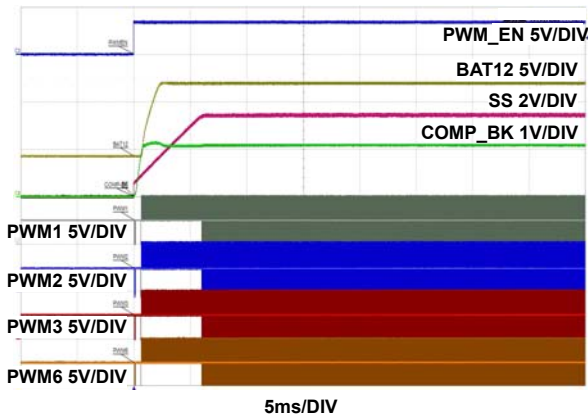 PWM_EN 5V/DIV
BAT12 5V/DIV
SS 2V/DIV
COMP_BK 1V/DIV
BAT12
PWM1 5V/DIV
PWM2 5V/DIV
PWM3 5V/DIV
PWM6 5V/DIV
5ms/DIV